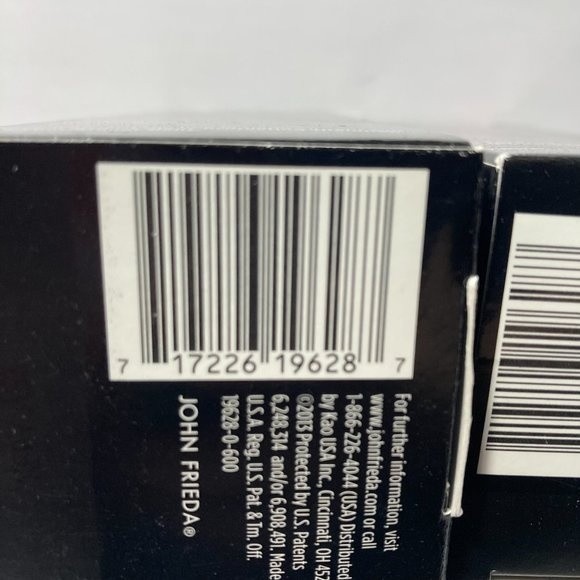 7 17226 19628 7
For further information, visit
www.johnfrieda.com or call
1-866-226-4044 (USA) Distributed
by Kao USA Inc., Cincinnati, OH
©2013 Protected by U.S. Patents
6,248,314 and/or 6,908,491. Made
U.S.A. Reg. U.S. Pat. & Tm. Off.
19628-0-600
JOHN FRIEDA®